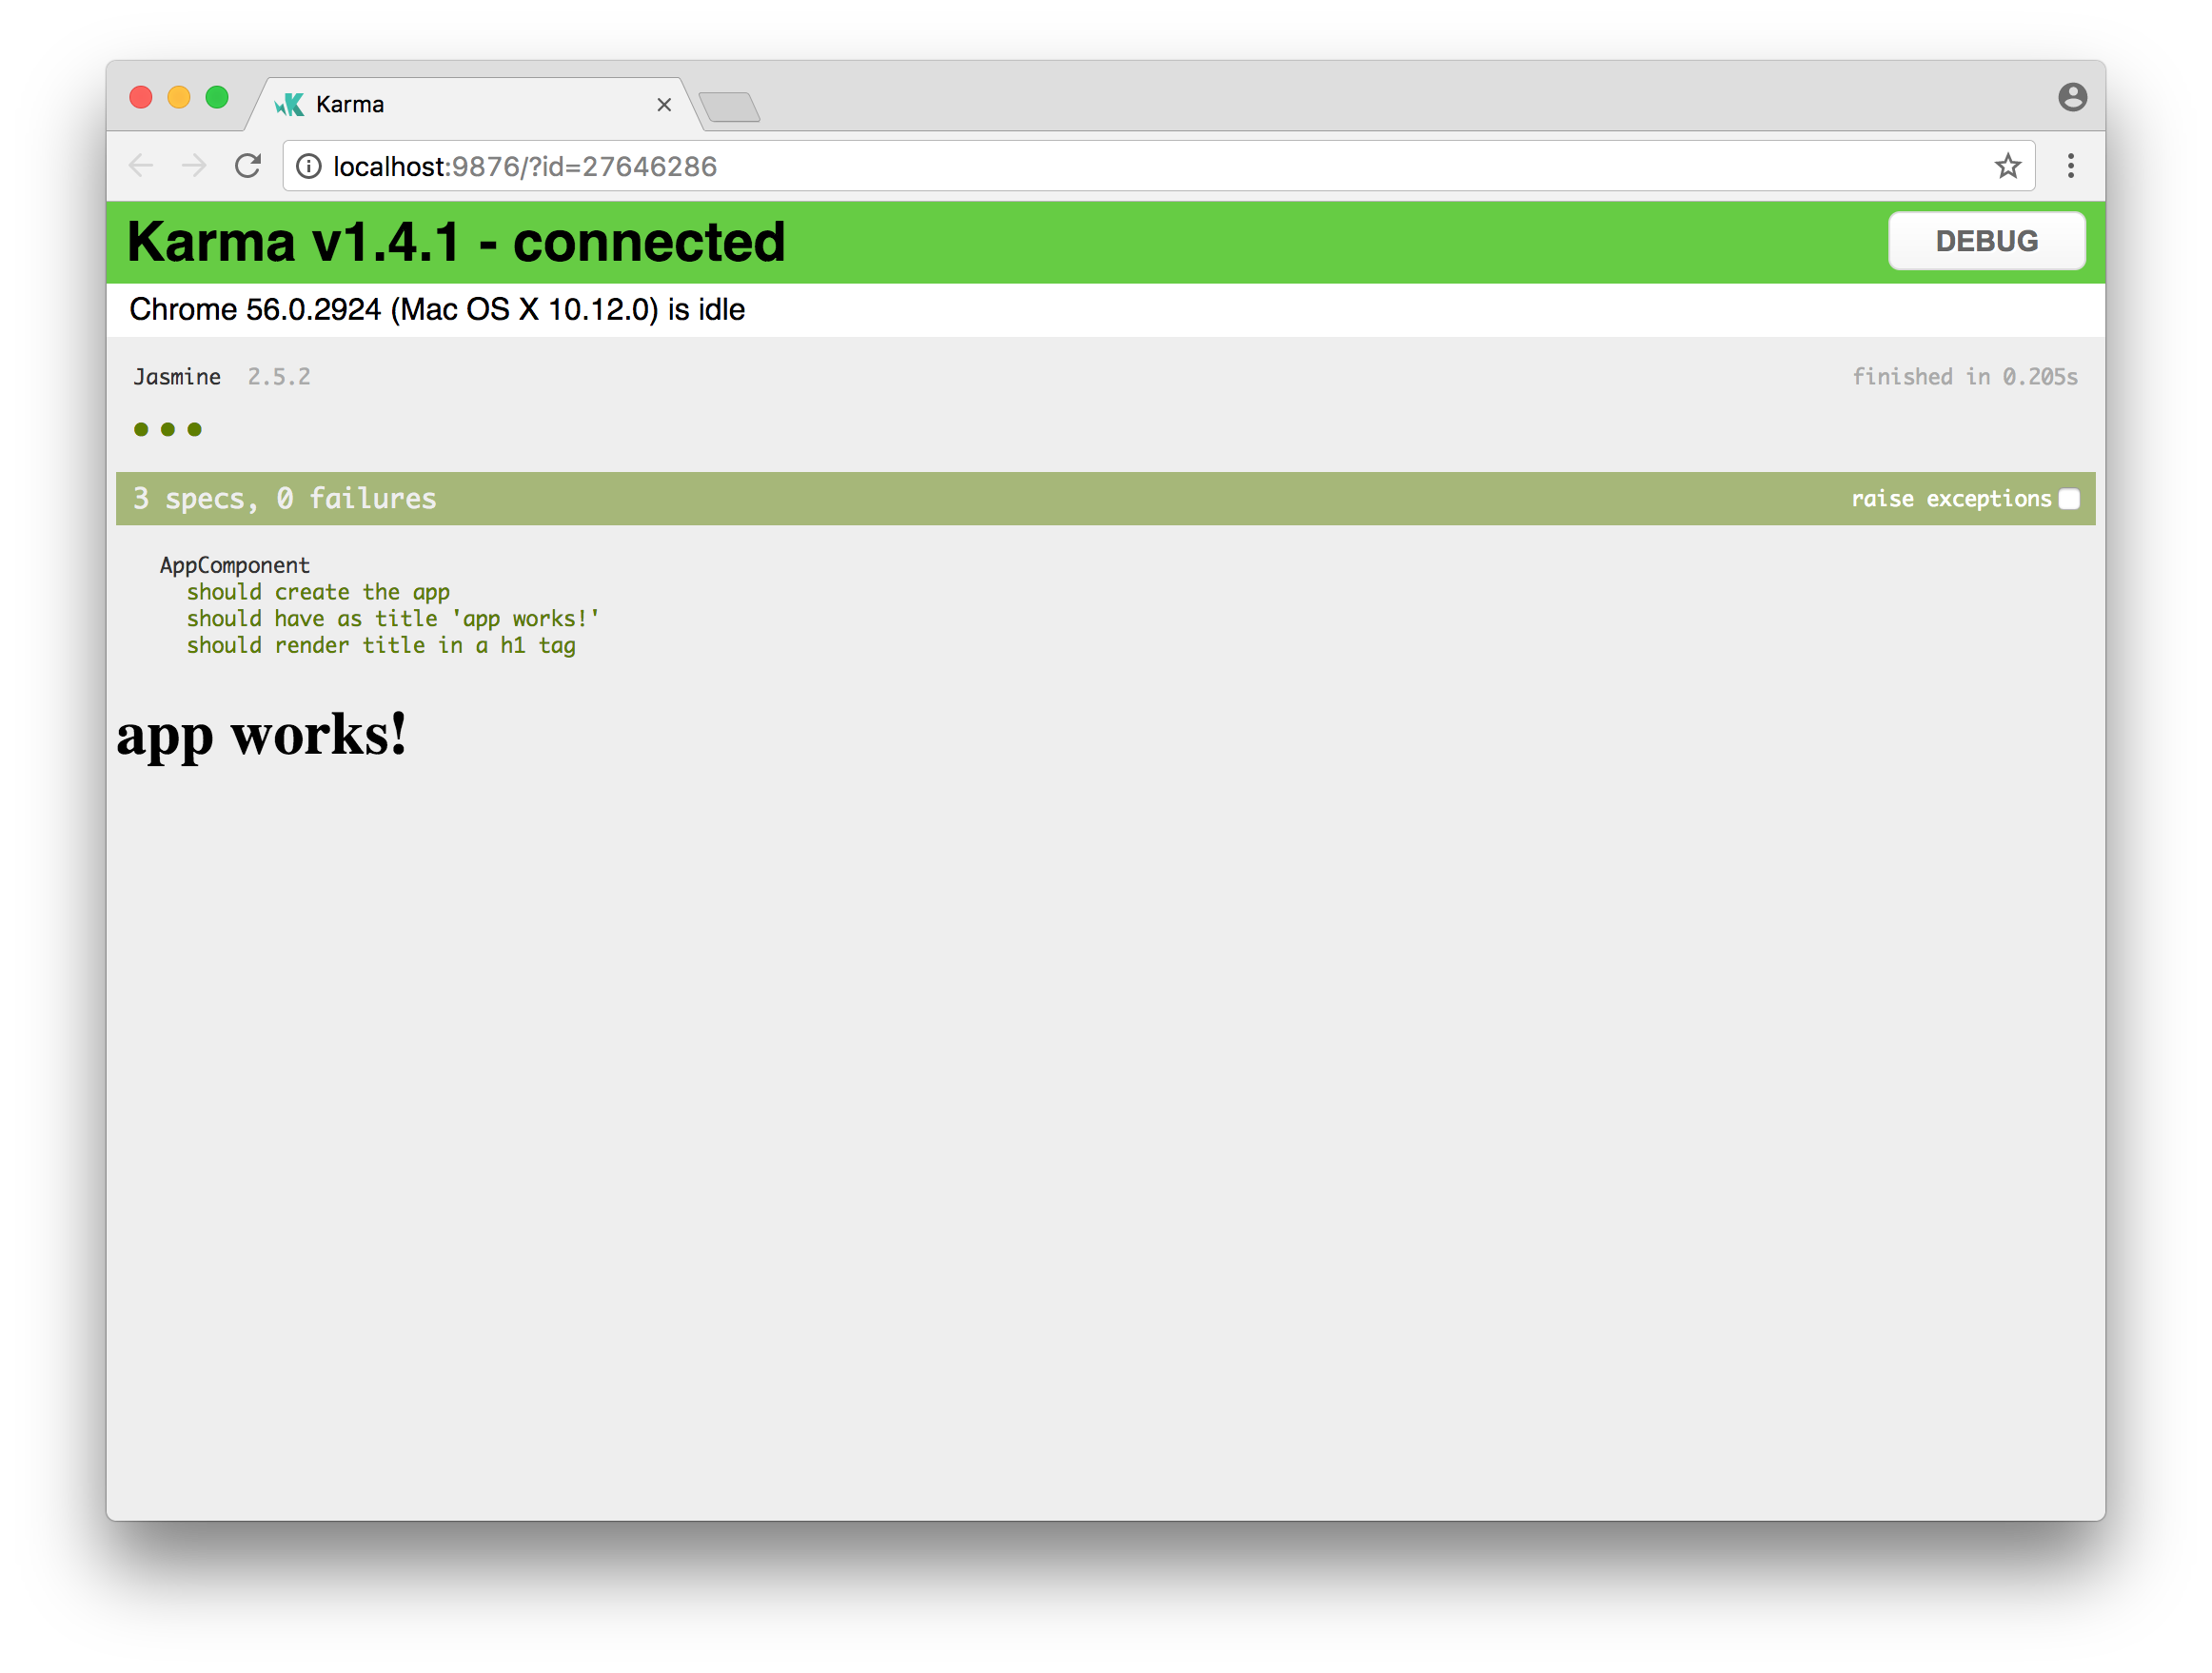 Karma
localhost:9876/?id=27646286
Karma v1.4.1 - connected
DEBUG
Chrome 56.0.2924 (Mac OS X 10.12.0) is idle
Jasmine 2.5.2
finished in 0.205s
3 specs, 0 failures
raise exceptions
AppComponent
should create the app
should have as title 'app works!'
should render title in a h1 tag
app works!